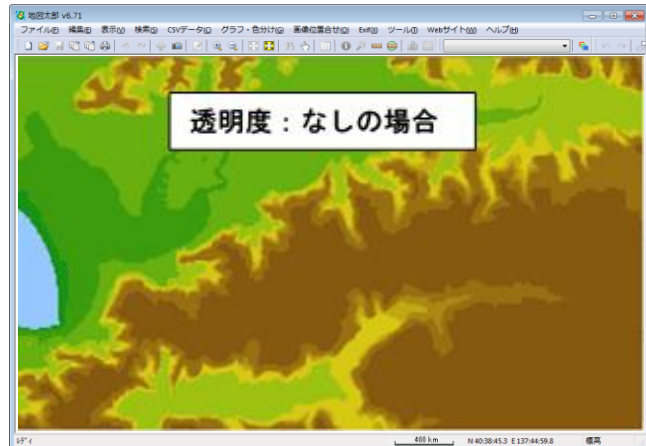 地図太郎 v6.71
ファイル(F) 編集(E) 表示(V) 検索(S) CSVデータ(C) グラフ・色分け(G) 画像位置合せ(D) Exif(X) ツール(T) Webサイト(W) ヘルプ(H)
透明度：なしの場合
ﾚﾃﾞｨ 400 km N 40:38:45.3 E 137:44:59.8 標高